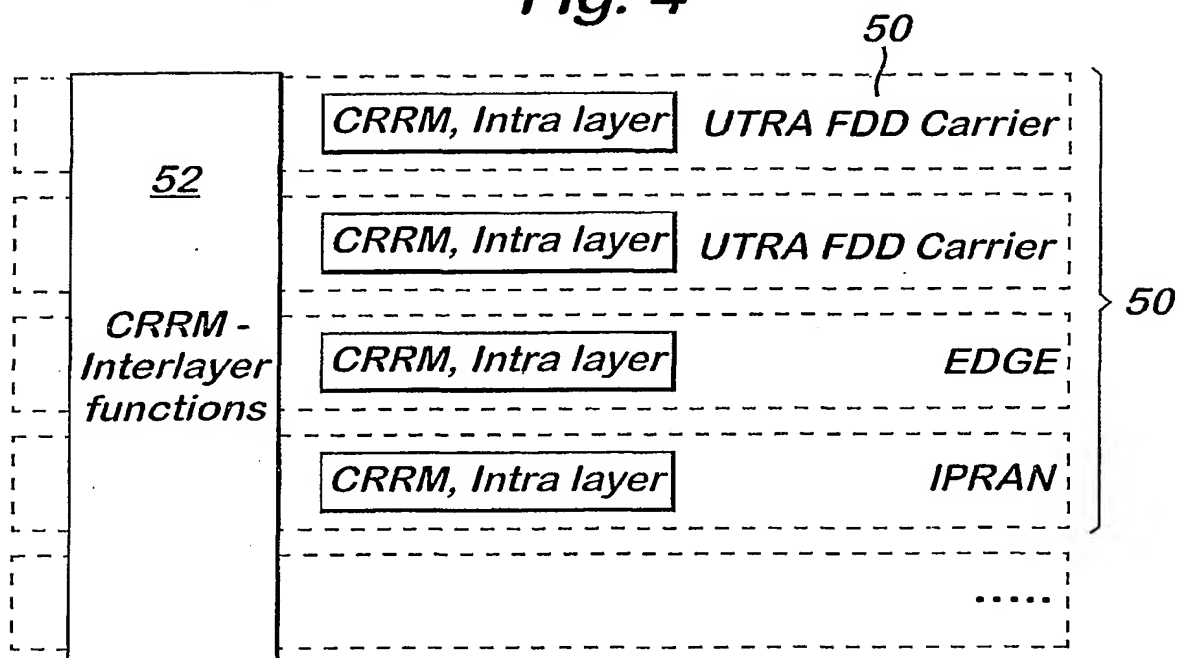 Fig. 4
50
CRRM, Intra layer UTRA FDD Carrier
52
CRRM, Intra layer UTRA FDD Carrier
50
CRRM -
Interlayer
functions
CRRM, Intra layer EDGE
CRRM, Intra layer IPRAN
.....